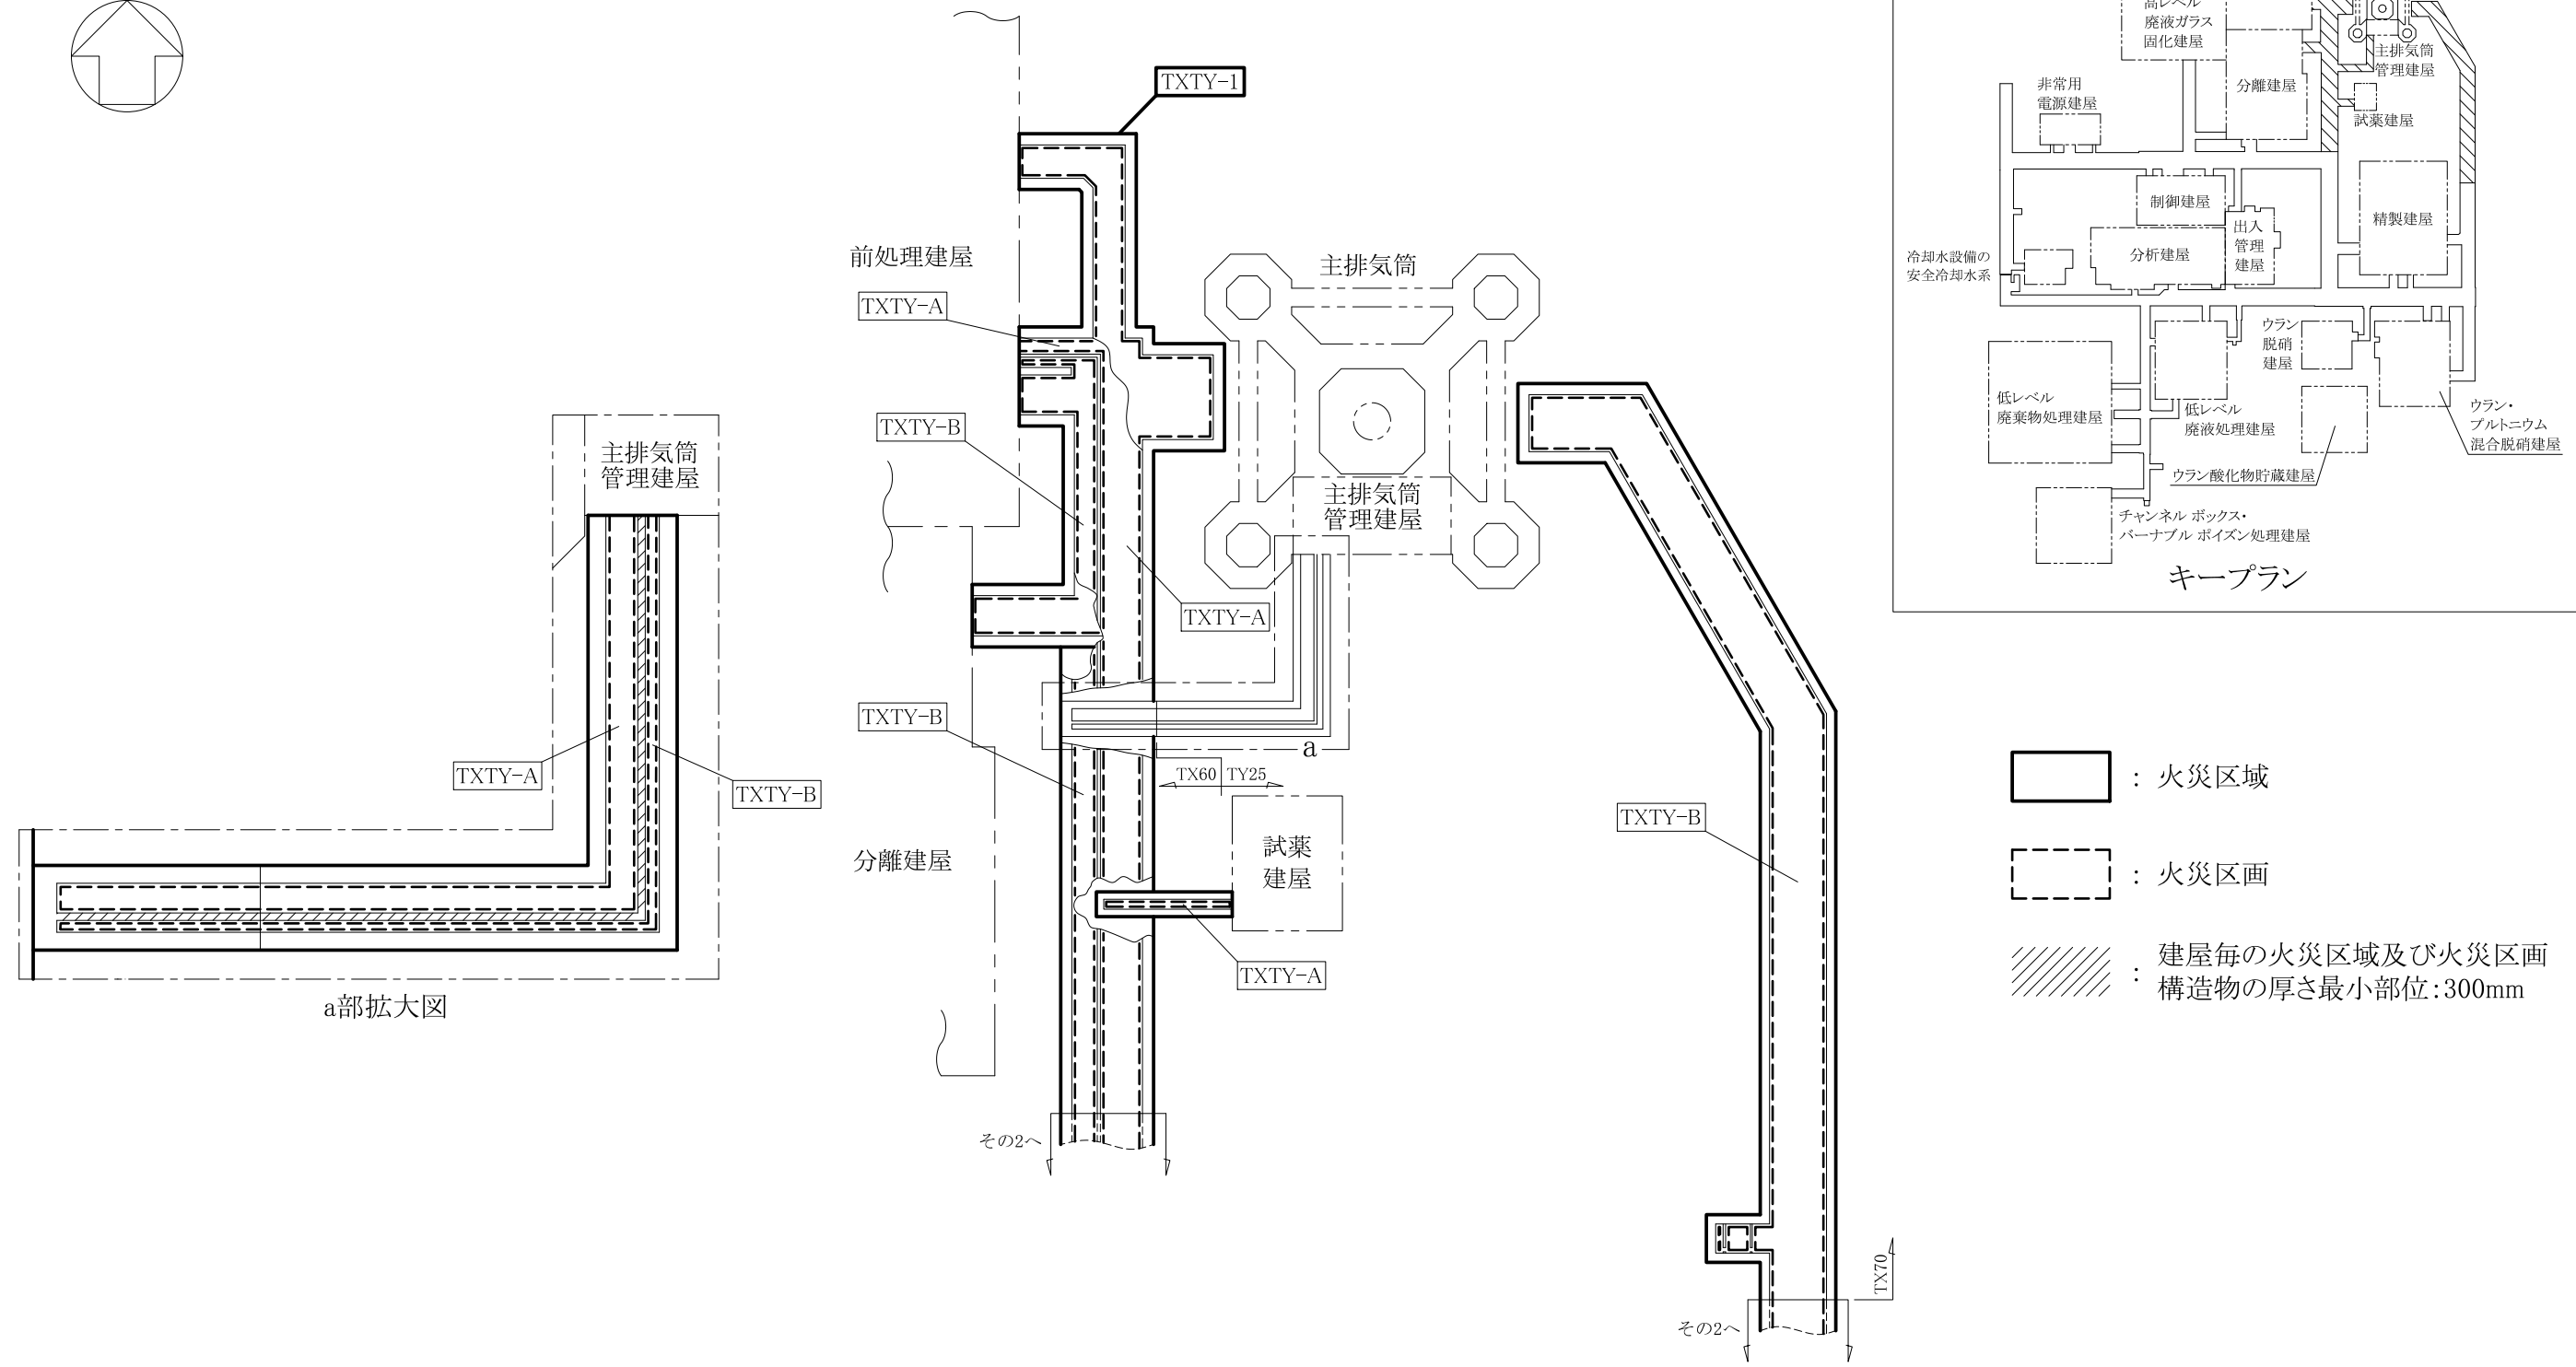 TXTY-1
前処理建屋
TXTY-A
主排気筒
TXTY-B
主排気筒
管理建屋
TXTY-A
TXTY-B
a
TX60
TY25
分離建屋
試薬
建屋
TXTY-A
その2へ
TXTY-B
TX70
その2へ
主排気筒
管理建屋
TXTY-A
TXTY-B
a部拡大図
高レベル
廃液ガラス
固化建屋
主排気筒
管理建屋
非常用
電源建屋
分離建屋
試薬建屋
制御建屋
出入
管理
建屋
精製建屋
冷却水設備の
安全冷却水系
分析建屋
ウラン
脱硝
建屋
低レベル
廃棄物処理建屋
低レベル
廃液処理建屋
ウラン・
プルトニウム
混合脱硝建屋
ウラン酸化物貯蔵建屋
チャンネル ボックス・
バーナブル ポイズン処理建屋
キープラン
: 火災区域
: 火災区画
: 建屋毎の火災区域及び火災区画
構造物の厚さ最小部位:300mm